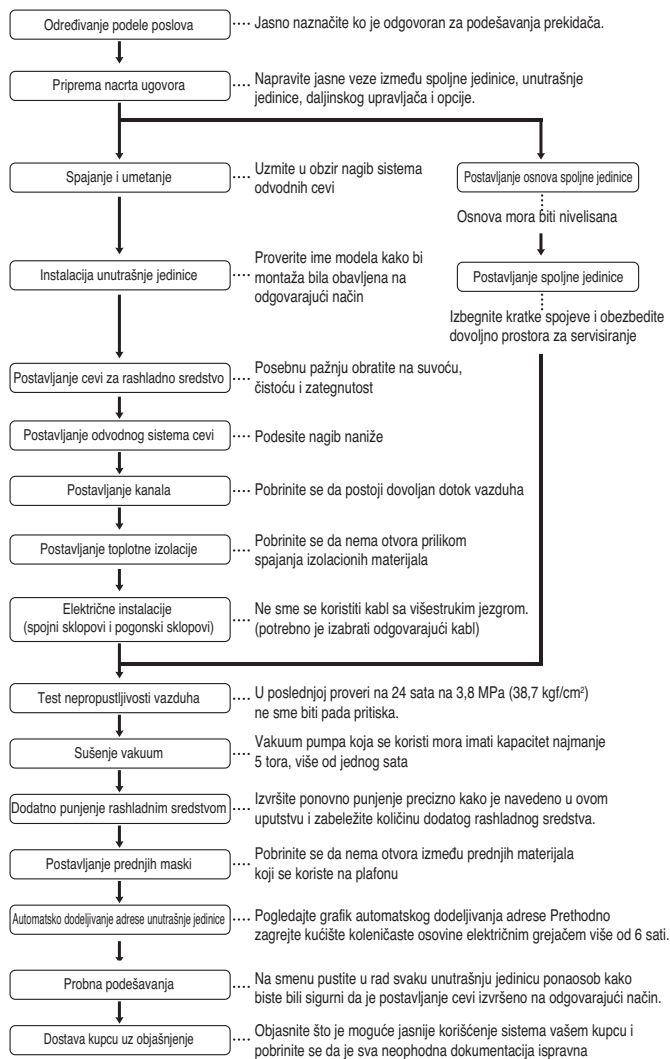 Određivanje podele poslova
Jasno naznačite ko je odgovoran za podešavanja prekidača.
Priprema nacrta ugovora
Napravite jasne veze između spoljne jedinice, unutrašnje
jedinice, daljinskog upravljača i opcije.
Spajanje i umetanje
Uzmite u obzir nagib sistema
odvodnih cevi
Postavljanje osnova spoljne jedinice
Osnova mora biti nivelisana
Instalacija unutrašnje jedinice
Proverite ime modela kako bi
montaža bila obavljena na
odgovarajući način
Postavljanje spoljne jedinice
Izbegnite kratke spojeve i obezbedite
dovoljno prostora za servisiranje
Postavljanje cevi za rashladno sredstvo
Posebnu pažnju obratite na suvoću,
čistoću i zategnutost
Postavljanje odvodnog sistema cevi
Podesite nagib naniže
Postavljanje kanala
Pobrinite se da postoji dovoljan dotok vazduha
Postavljanje toplotne izolacije
Pobrinite se da nema otvora prilikom
spajanja izolacionih materijala
Električne instalacije
(spojni sklopovi i pogonski sklopovi)
Ne sme se koristiti kabl sa višestrukim jezgrom.
(potrebno je izabrati odgovarajući kabl)
Test nepropustljivosti vazduha
U poslednjoj proveri na 24 sata na 3,8 MPa (38,7 kgf/cm²)
ne sme biti pada pritiska.
Sušenje vakuum
Vakuum pumpa koja se koristi mora imati kapacitet najmanje
5 tora, više od jednog sata
Dodatno punjenje rashladnim sredstvom
Izvršite ponovno punjenje precizno kako je navedeno u ovom
uputstvu i zabeležite količinu dodatog rashladnog sredstva.
Postavljanje prednjih maski
Pobrinite se da nema otvora između prednjih materijala
koji se koriste na plafonu
Automatsko dodeljivanje adrese unutrašnje jedinice
Pogledajte grafik automatskog dodeljivanja adrese Prethodno
zagrejte kućište koleničaste osovine električnim grejačem više od 6 sati.
Probna podešavanja
Na smenu pustite u rad svaku unutrašnju jedinicu ponaosob kako
biste bili sigurni da je postavljanje cevi izvršeno na odgovarajući način.
Dostava kupcu uz objašnjenje
Objasnite što je moguće jasnije korišćenje sistema vašem kupcu i
pobrinite se da je sva neophodna dokumentacija ispravna